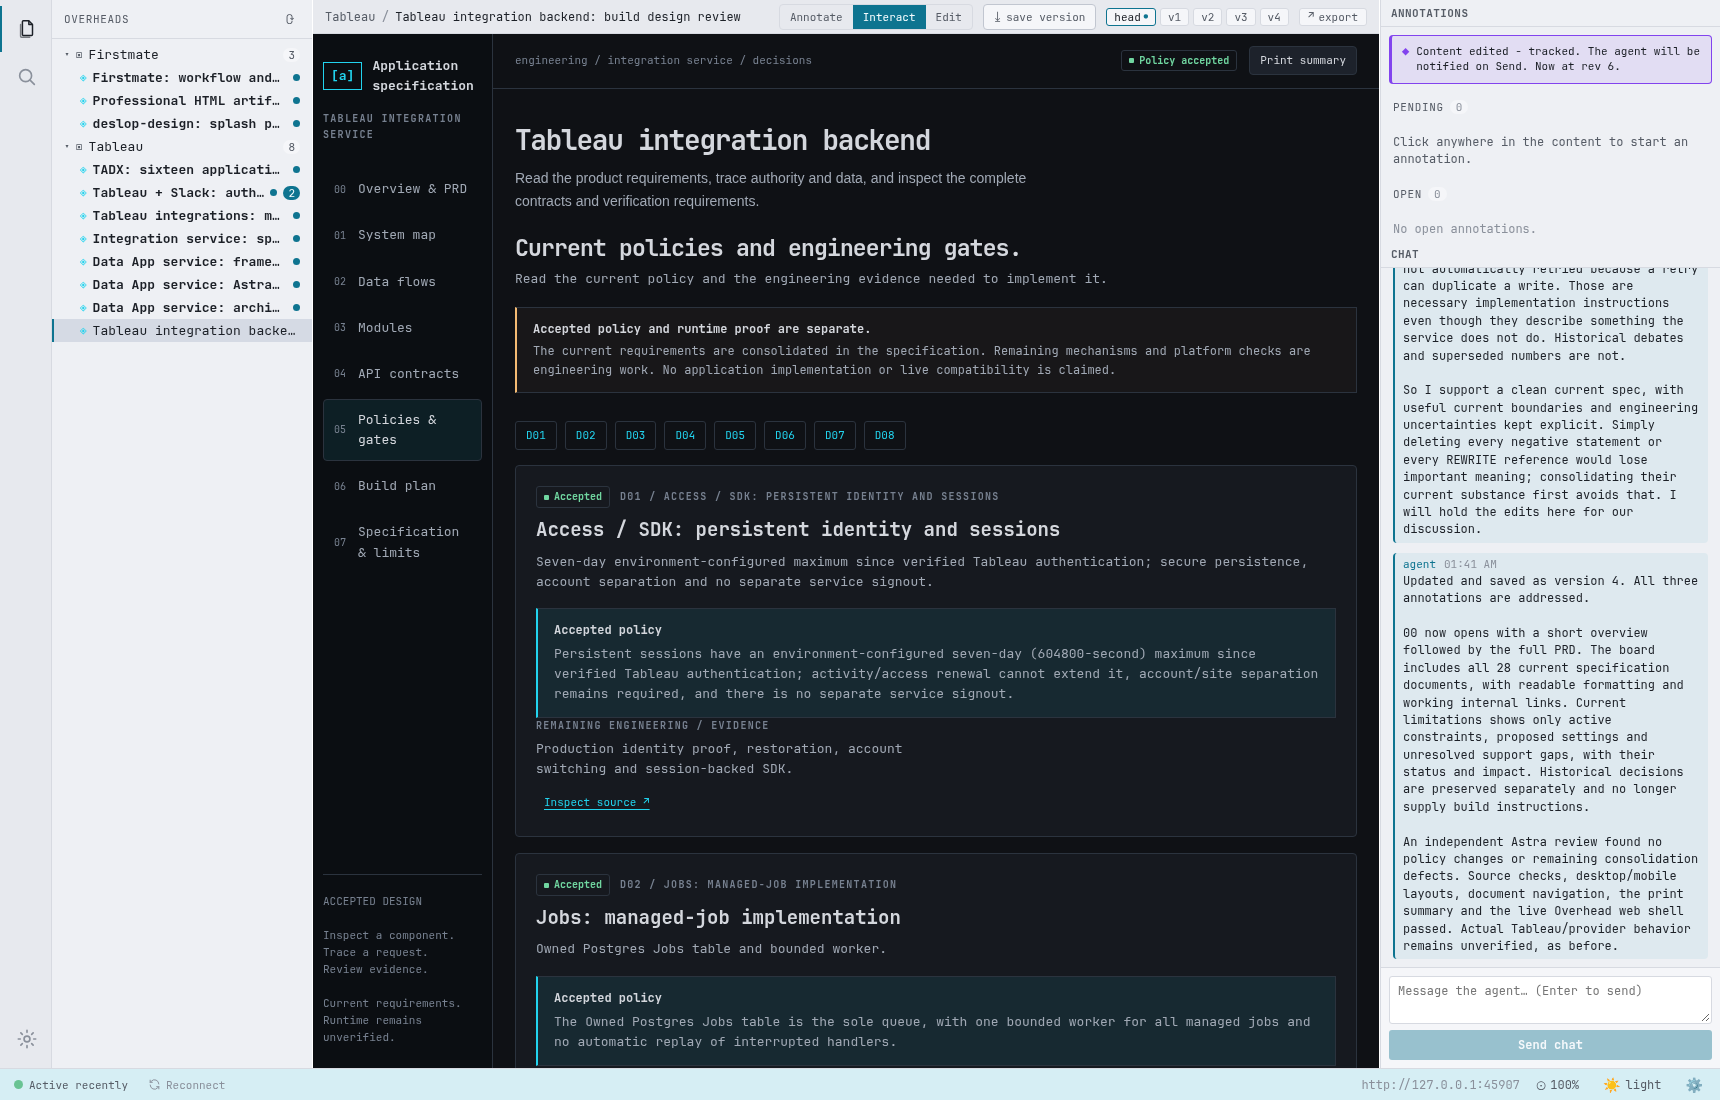 OVERHEADS
Firstmate 3
Firstmate: workflow and…
Professional HTML artif…
deslop-design: splash p…
Tableau 8
TADX: sixteen applicati…
Tableau + Slack: auth… 2
Tableau integrations: m…
Integration service: sp…
Data App service: frame…
Data App service: Astra…
Data App service: archi…
Tableau integration backe…
Tableau / Tableau integration backend: build design review
Annotate Interact Edit
save version
head v1 v2 v3 v4
export
[a] Application
specification
TABLEAU INTEGRATION
SERVICE
00 Overview & PRD
01 System map
02 Data flows
03 Modules
04 API contracts
05 Policies &
gates
06 Build plan
07 Specification
& limits
ACCEPTED DESIGN
Inspect a component.
Trace a request.
Review evidence.
Current requirements.
Runtime remains
unverified.
engineering / integration service / decisions
Policy accepted
Print summary
Tableau integration backend
Read the product requirements, trace authority and data, and inspect the complete
contracts and verification requirements.
Current policies and engineering gates.
Read the current policy and the engineering evidence needed to implement it.
Accepted policy and runtime proof are separate.
The current requirements are consolidated in the specification. Remaining mechanisms and platform checks are
engineering work. No application implementation or live compatibility is claimed.
D01 D02 D03 D04 D05 D06 D07 D08
Accepted D01 / ACCESS / SDK: PERSISTENT IDENTITY AND SESSIONS
Access / SDK: persistent identity and sessions
Seven-day environment-configured maximum since verified Tableau authentication; secure persistence,
account separation and no separate service signout.
Accepted policy
Persistent sessions have an environment-configured seven-day (604800-second) maximum since
verified Tableau authentication; activity/access renewal cannot extend it, account/site separation
remains required, and there is no separate service signout.
REMAINING ENGINEERING / EVIDENCE
Production identity proof, restoration, account
switching and session-backed SDK.
Inspect source ↗
Accepted D02 / JOBS: MANAGED-JOB IMPLEMENTATION
Jobs: managed-job implementation
Owned Postgres Jobs table and bounded worker.
Accepted policy
The Owned Postgres Jobs table is the sole queue, with one bounded worker for all managed jobs and
no automatic replay of interrupted handlers.
ANNOTATIONS
Content edited - tracked. The agent will be
notified on Send. Now at rev 6.
PENDING 0
Click anywhere in the content to start an
annotation.
OPEN 0
No open annotations.
CHAT
not automatically retried because a retry
can duplicate a write. Those are
necessary implementation instructions
even though they describe something the
service does not do. Historical debates
and superseded numbers are not.
So I support a clean current spec, with
useful current boundaries and engineering
uncertainties kept explicit. Simply
deleting every negative statement or
every REWRITE reference would lose
important meaning; consolidating their
current substance first avoids that. I
will hold the edits here for our
discussion.
agent 01:41 AM
Updated and saved as version 4. All three
annotations are addressed.
00 now opens with a short overview
followed by the full PRD. The board
includes all 28 current specification
documents, with readable formatting and
working internal links. Current
limitations shows only active
constraints, proposed settings and
unresolved support gaps, with their
status and impact. Historical decisions
are preserved separately and no longer
supply build instructions.
An independent Astra review found no
policy changes or remaining consolidation
defects. Source checks, desktop/mobile
layouts, document navigation, the print
summary and the live Overhead web shell
passed. Actual Tableau/provider behavior
remains unverified, as before.
Message the agent… (Enter to send)
Send chat
Active recently
Reconnect
http://127.0.0.1:45907
100%
light